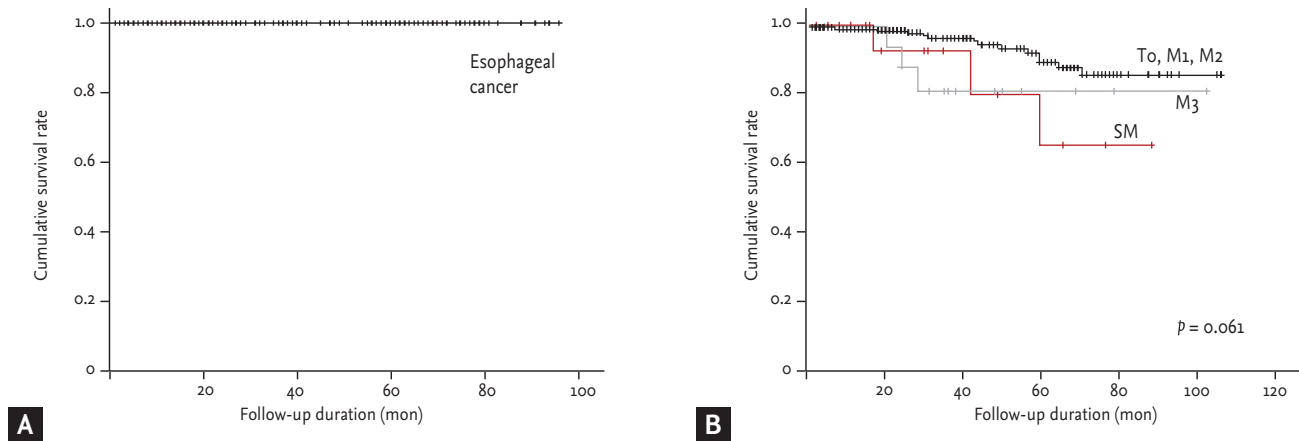 1.0
0.8
0.6
0.4
0.2
0
Cumulative survival rate
Esophageal
cancer
20 40 60 80 100
Follow-up duration (mon)
A
1.0
0.8
0.6
0.4
0.2
0
Cumulative survival rate
T0, M1, M2
M3
SM
p = 0.061
20 40 60 80 100 120
Follow-up duration (mon)
B